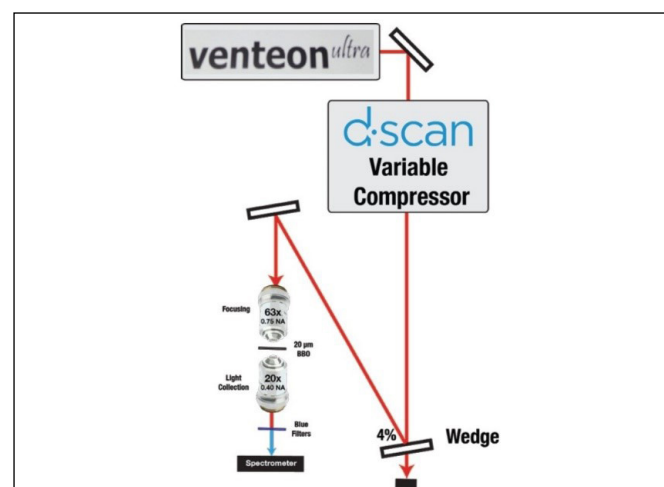 venteon ultra
d·scan
Variable
Compressor
Focusing
63x
0.75 NA
20 µm
BBO
Light
Collection
20x
0.40 NA
Blue
Filters
4%
Wedge
Spectrometer